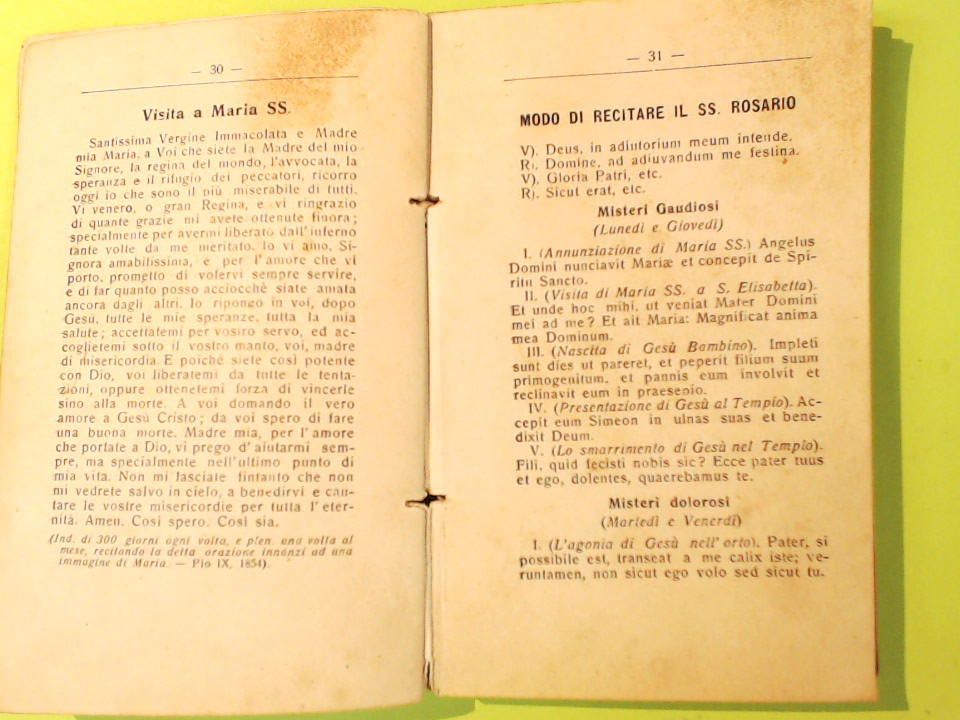 — 30 —
Visita a Maria SS.
Santissima Vergine Immacolata e Madre
mia Maria, a Voi che siete la Madre del mio
Signore, la regina del mondo, l'avvocata, la
speranza e il rifugio dei peccatori, ricorro
oggi io che sono il più miserabile di tutti.
Vi venero, o gran Regina, e vi ringrazio
di quante grazie mi avete ottenute finora;
specialmente per avermi liberato dall'inferno
tante volte da me meritato. Io vi amo, Si-
gnora amabilissima, e per l'amore che vi
porto, prometto di volervi sempre servire,
e di far quanto posso acciocchè siate amata
ancora dagli altri. Io ripongo in voi, dopo
Gesù, tutte le mie speranze, tutta la mia
salute; accettatemi per vostro servo, ed ac-
coglietemi sotto il vostro manto, voi, madre
di misericordia. E poichè siete così potente
con Dio, voi liberatemi da tutte le tenta-
zioni, oppure ottenetemi forza di vincerle
sino alla morte. A voi domando il vero
amore a Gesù Cristo; da voi spero di fare
una buona morte. Madre mia, per l'amore
che portate a Dio, vi prego d'aiutarmi sem-
pre, ma specialmente nell'ultimo punto di
mia vita. Non mi lasciate fintanto che non
mi vedrete salvo in cielo, a benedirvi e can-
tare le vostre misericordie per tutta l'eter-
nità. Amen. Così spero. Così sia.
(Ind. di 300 giorni ogni volta, e plen. una volta al
mese, recitando la detta orazione innanzi ad una
immagine di Maria. — Pio IX, 1854).
— 31 —
MODO DI RECITARE IL SS. ROSARIO
V). Deus, in adiutorium meum intende.
R). Domine, ad adiuvandum me festina.
V). Gloria Patri, etc.
R). Sicut erat, etc.
Misteri Gaudiosi
(Lunedì e Giovedì)
I. (Annunziazione di Maria SS.) Angelus
Domini nunciavit Mariæ et concepit de Spi-
ritu Sancto.
II. (Visita di Maria SS. a S. Elisabetta).
Et unde hoc mihi, ut veniat Mater Domini
mei ad me? Et ait Maria: Magnificat anima
mea Dominum.
III. (Nascita di Gesù Bambino). Impleti
sunt dies ut pareret, et peperit filium suum
primogenitum, et pannis eum involvit et
reclinavit eum in praesepio.
IV. (Presentazione di Gesù al Tempio). Ac-
cepit eum Simeon in ulnas suas et bene-
dixit Deum.
V. (Lo smarrimento di Gesù nel Tempio).
Fili, quid fecisti nobis sic? Ecce pater tuus
et ego, dolentes, quaerebamus te.
Misteri dolorosi
(Martedì e Venerdì)
I. (L'agonia di Gesù nell'orto). Pater, si
possibile est, transeat a me calix iste; ve-
runtamen, non sicut ego volo sed sicut tu.